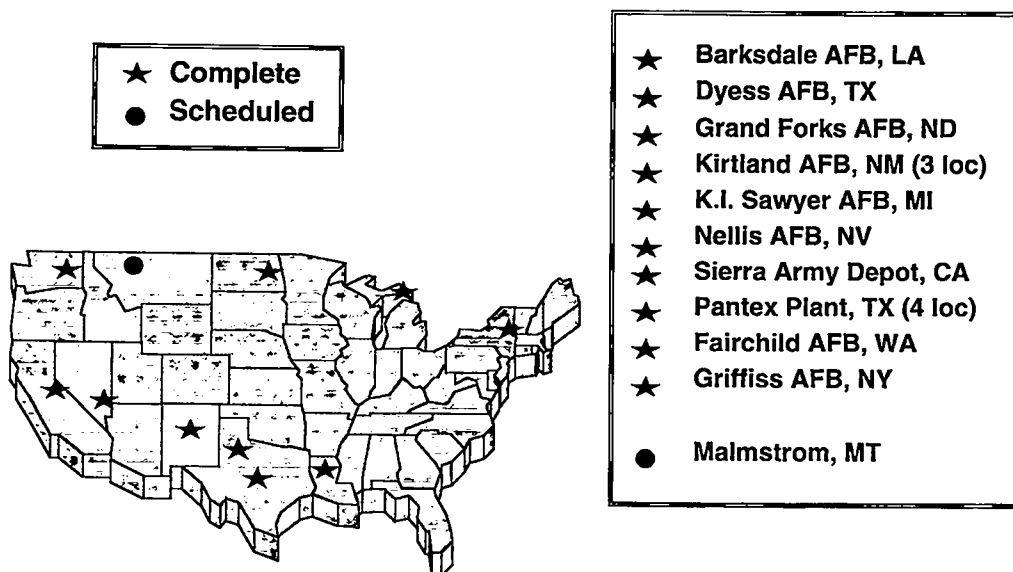 Complete
Scheduled
Barksdale AFB, LA
Dyess AFB, TX
Grand Forks AFB, ND
Kirtland AFB, NM (3 loc)
K.I. Sawyer AFB, MI
Nellis AFB, NV
Sierra Army Depot, CA
Pantex Plant, TX (4 loc)
Fairchild AFB, WA
Griffiss AFB, NY
Malmstrom, MT